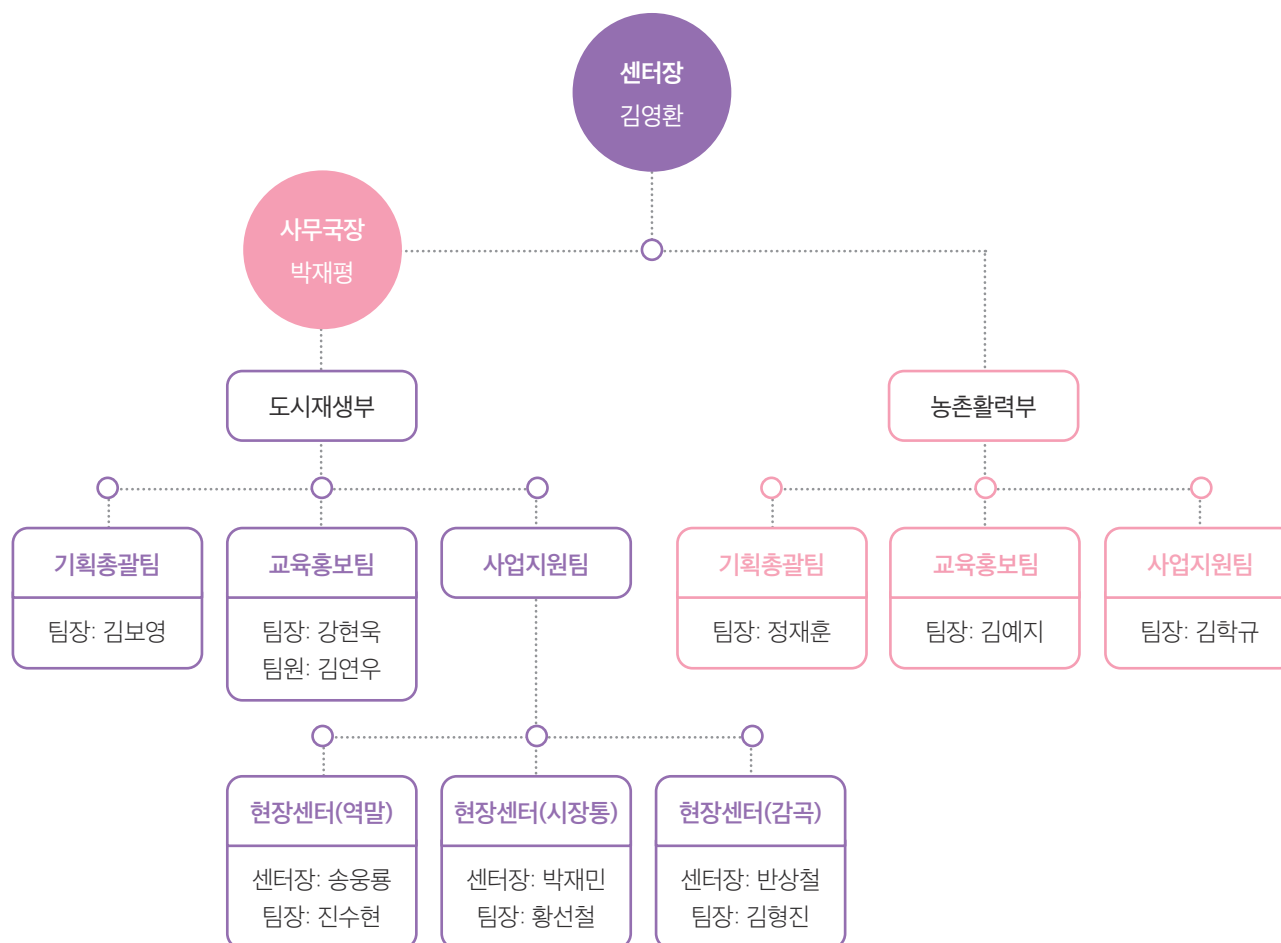 센터장
김영환
사무국장
박재평
도시재생부
농촌활력부
기획총괄팀
팀장: 김보영
교육홍보팀
팀장: 강현욱
팀원: 김연우
사업지원팀
기획총괄팀
팀장: 정재훈
교육홍보팀
팀장: 김예지
사업지원팀
팀장: 김학규
현장센터(역말)
센터장: 송웅룡
팀장: 진수현
현장센터(시장통)
센터장: 박재민
팀장: 황선철
현장센터(감곡)
센터장: 반상철
팀장: 김형진